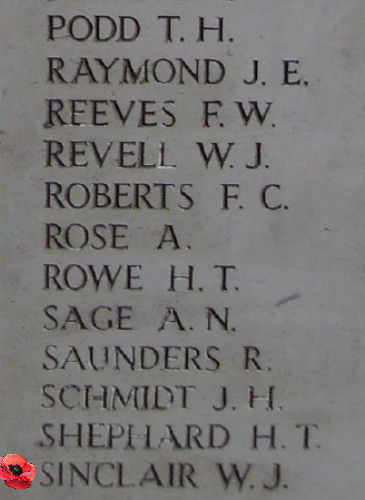 PODD T. H.
RAYMOND J. E.
REEVES F. W.
REVELL W. J.
ROBERTS F. C.
ROSE A.
ROWE H. T.
SAGE A. N.
SAUNDERS R.
SCHMIDT J. H.
SHEPHARD H. T.
SINCLAIR W. J.